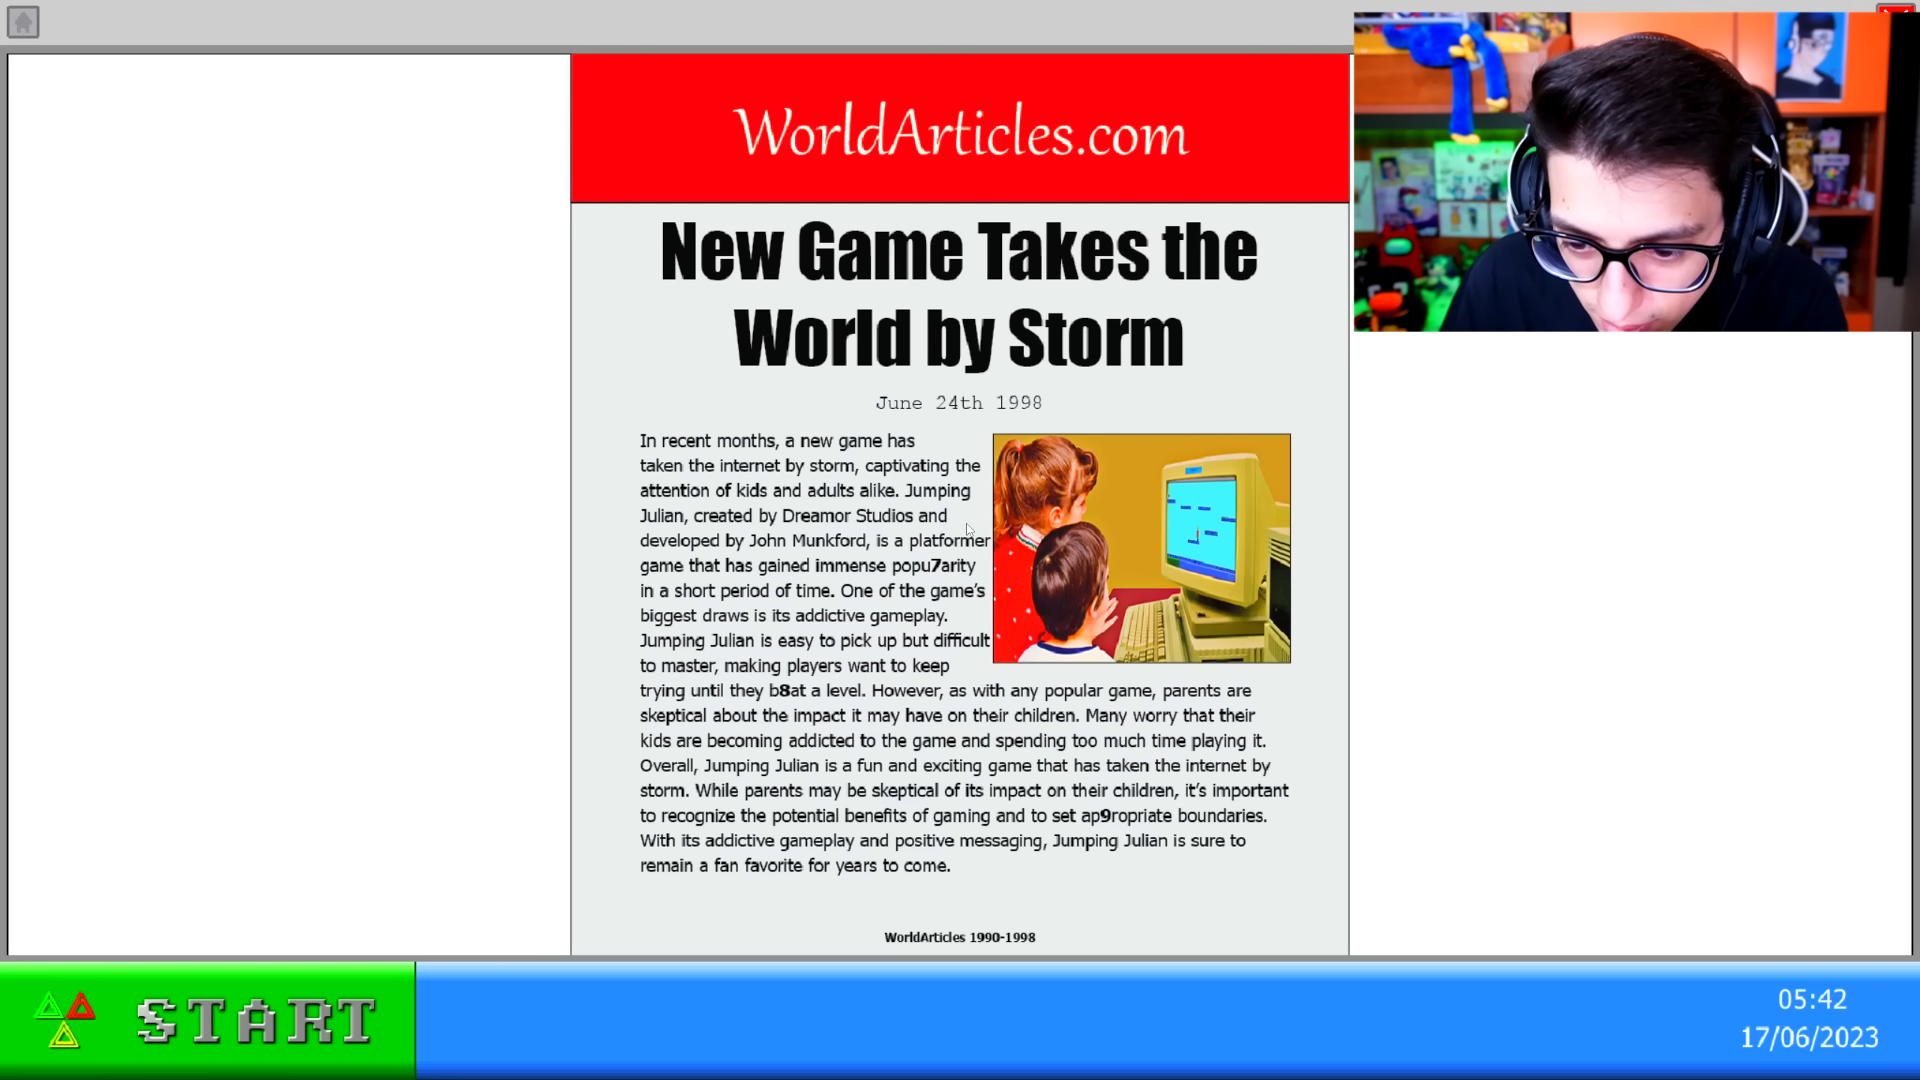 WorldArticles.com
New Game Takes the
World by Storm
June 24th 1998
In recent months, a new game has
taken the internet by storm, captivating the
attention of kids and adults alike. Jumping
Julian, created by Dreamor Studios and
developed by John Munkford, is a platformer
game that has gained immense popu7arity
in a short period of time. One of the game's
biggest draws is its addictive gameplay.
Jumping Julian is easy to pick up but difficult
to master, making players want to keep
trying until they b8at a level. However, as with any popular game, parents are
skeptical about the impact it may have on their children. Many worry that their
kids are becoming addicted to the game and spending too much time playing it.
Overall, Jumping Julian is a fun and exciting game that has taken the internet by
storm. While parents may be skeptical of its impact on their children, it's important
to recognize the potential benefits of gaming and to set ap9ropriate boundaries.
With its addictive gameplay and positive messaging, Jumping Julian is sure to
remain a fan favorite for years to come.
WorldArticles 1990-1998
START
05:42
17/06/2023